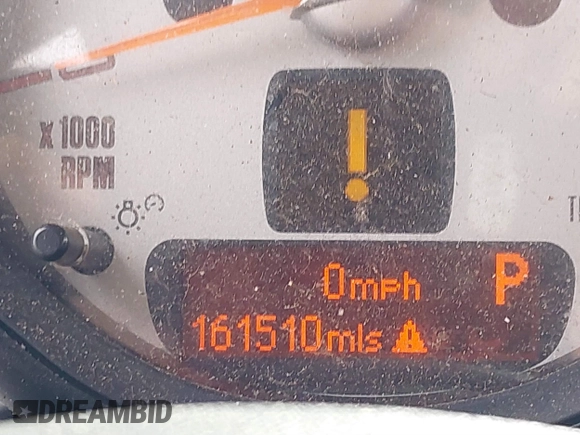 x 1000
RPM
!
0mph P
161510mls
DREAMBID